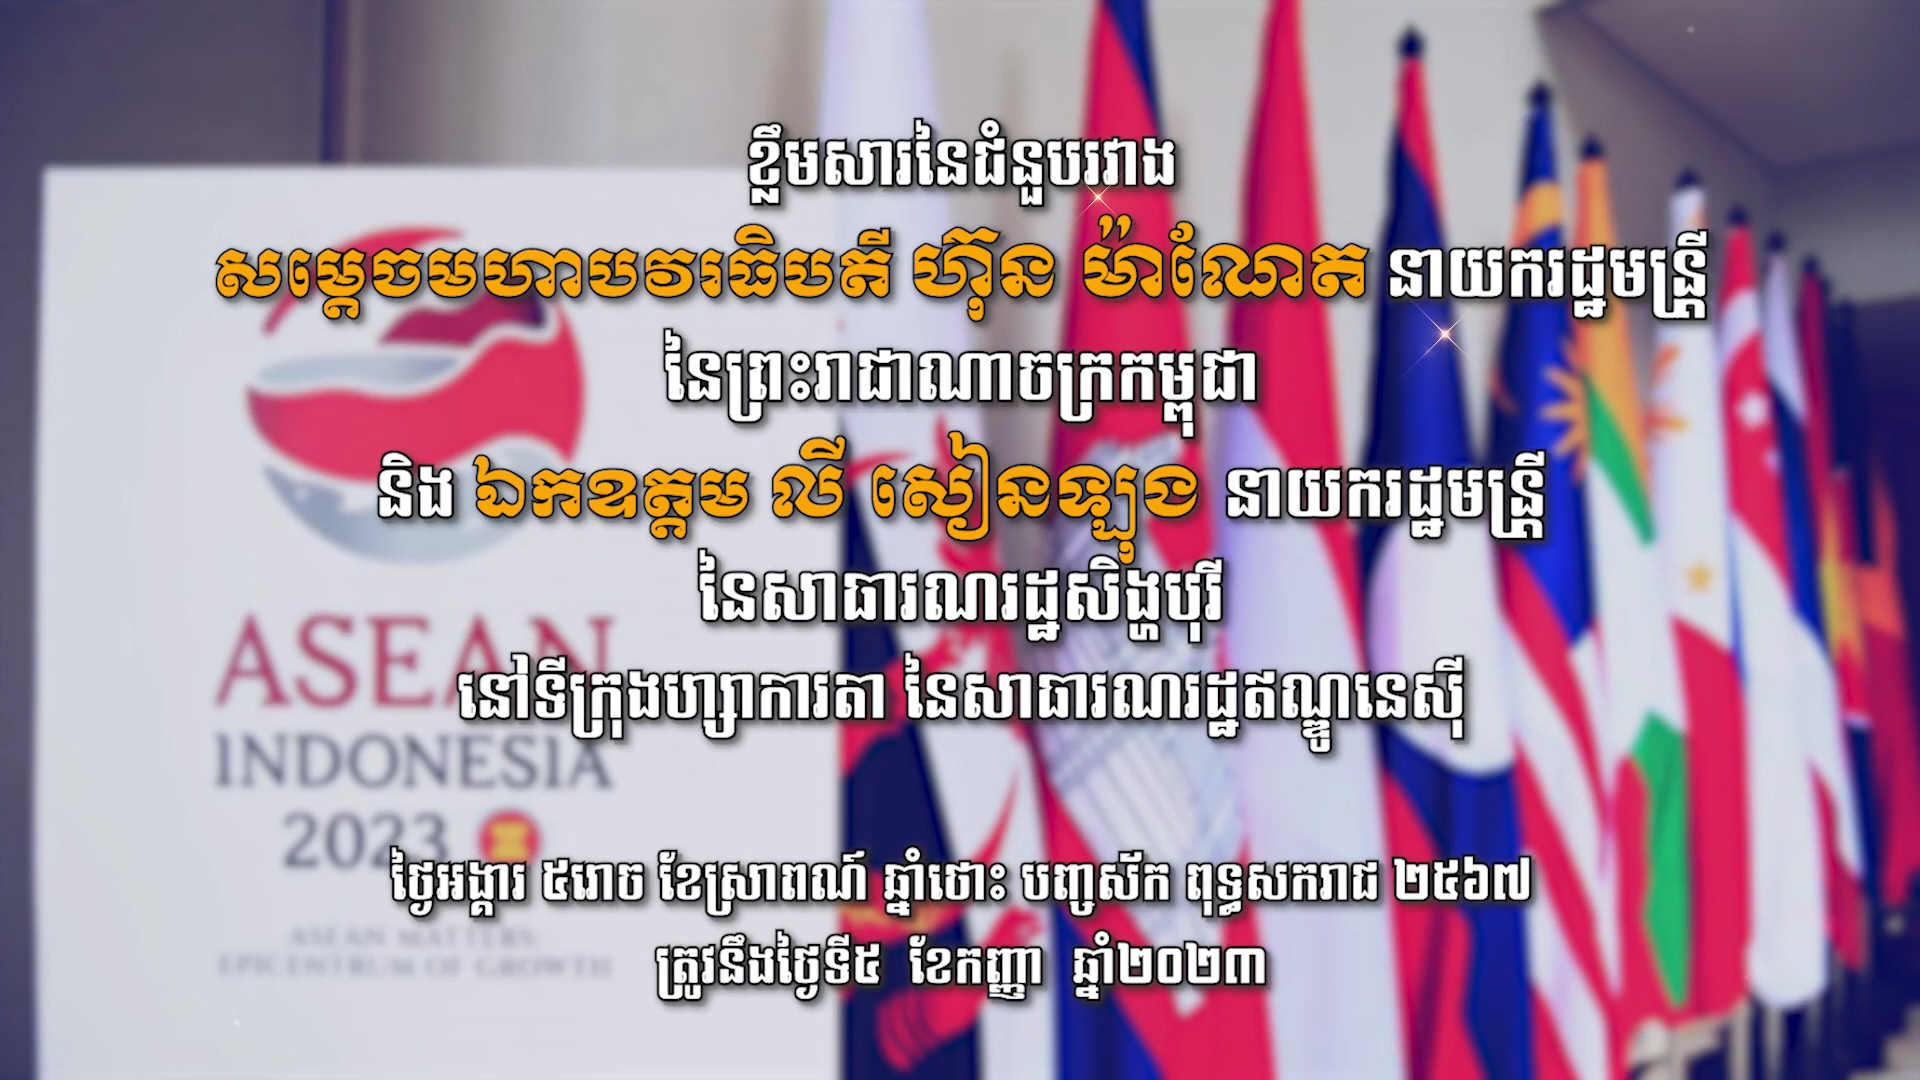 ខ្លឹមសារនៃជំនួបរវាង
សម្តេចមហាបវរធិបតី ហ៊ុន ម៉ាណែត នាយករដ្ឋមន្ត្រី
នៃព្រះរាជាណាចក្រកម្ពុជា
និង ឯកឧត្តម លី សៀនឡុង នាយករដ្ឋមន្ត្រី
នៃសាធារណរដ្ឋសិង្ហបុរី
នៅទីក្រុងហ្សាការតា នៃសាធារណរដ្ឋឥណ្ឌូនេស៊ី
ថ្ងៃអង្គារ ៥រោច ខែស្រាពណ៍ ឆ្នាំថោះ បញ្ចស័ក ពុទ្ធសករាជ ២៥៦៧
ត្រូវនឹងថ្ងៃទី៥ ខែកញ្ញា ឆ្នាំ២០២៣
ASEAN
INDONESIA
2023
ASEAN MATTERS:
EPICENTRUM OF GROWTH